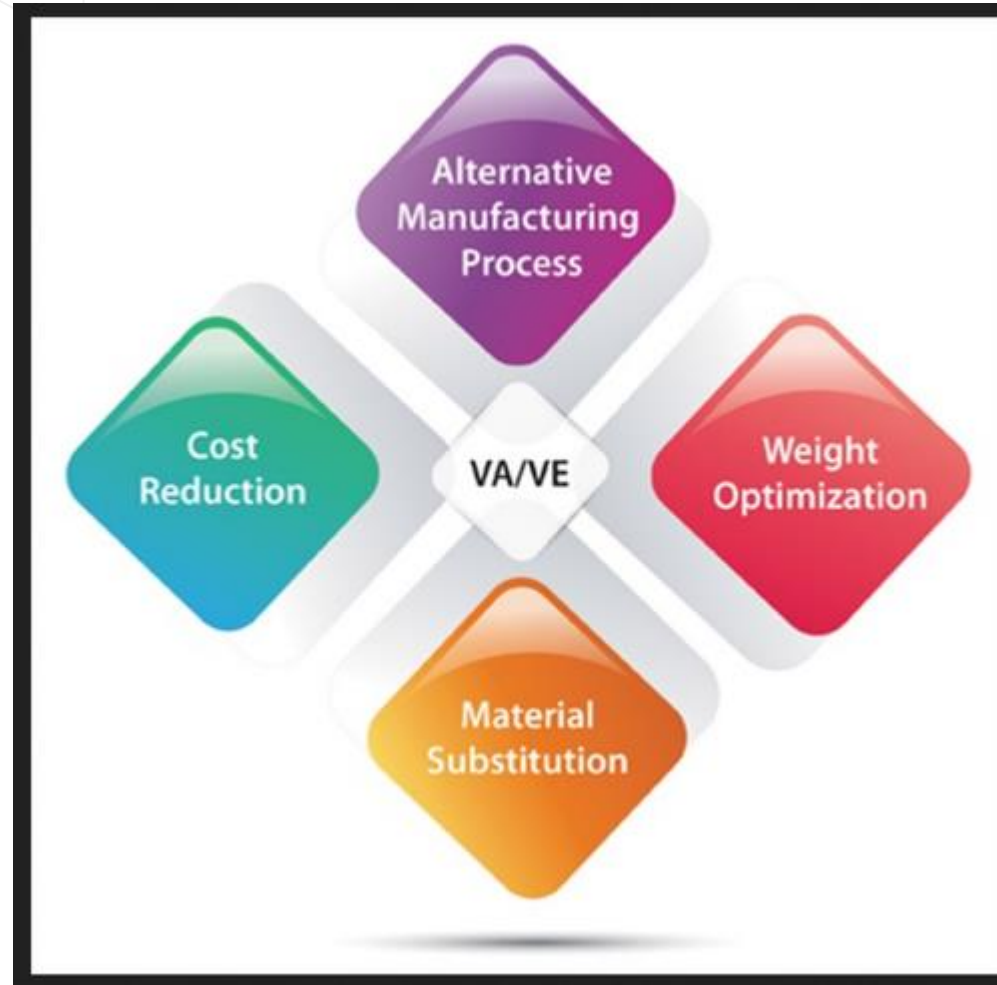 Alternative
Manufacturing
Process
Cost
Reduction
VA/VE
Weight
Optimization
Material
Substitution